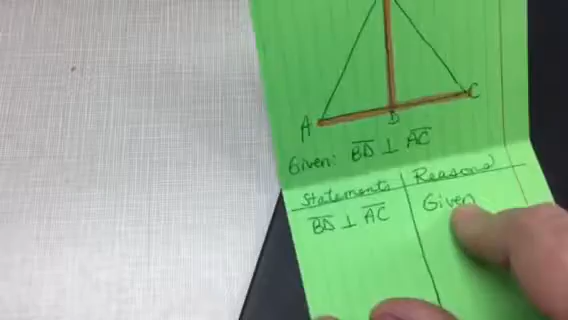 A D C
Given: BD ⊥ AC
Statements Reasons
BD ⊥ AC Given